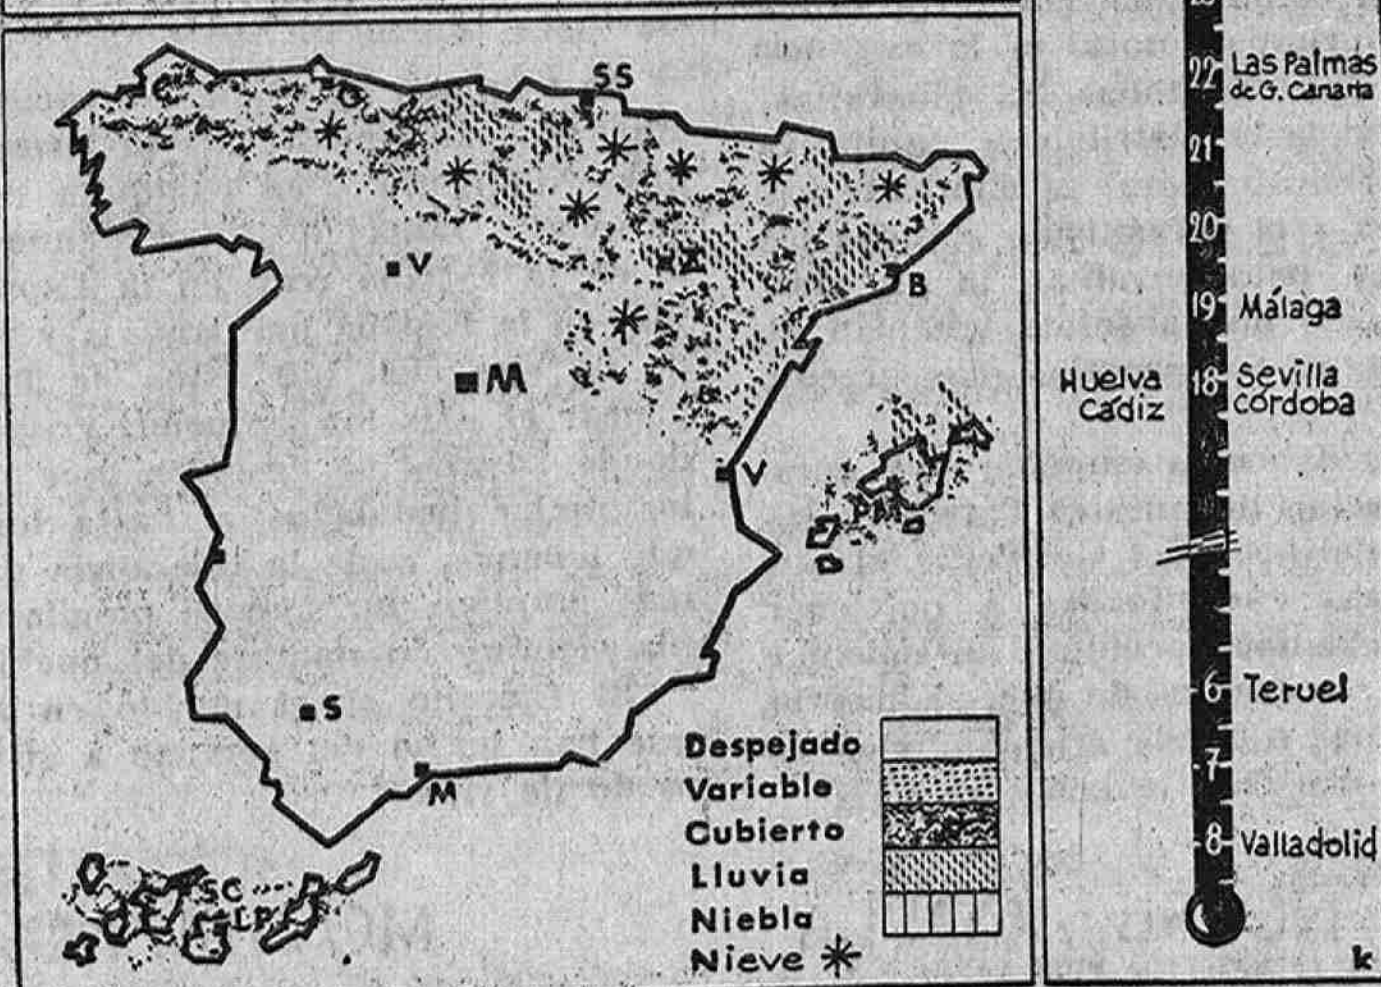 SS
V
Z
B
M
V
S
M
SC
LP
Despejado
Variable
Cubierto
Lluvia
Niebla
Nieve
22 Las Palmas
de G. Canaria
21
20
19 Málaga
Huelva 18 Sevilla
Cádiz córdoba
-6 Teruel
-7
-8 Valladolid
k